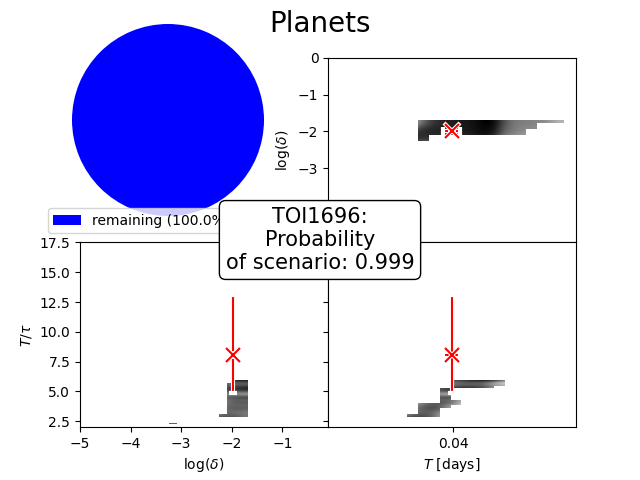 Planets
0
−1
log(δ)
−2
−3
remaining (100.0%
TOI1696:
Probability
of scenario: 0.999
17.5
15.0
12.5
T/τ
10.0
7.5
5.0
2.5
−5
−4
−3
−2
−1
0.04
log(δ)
T [days]